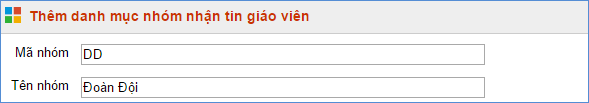 Thêm danh mục nhóm nhận tin giáo viên
Mã nhóm DD
Tên nhóm Đoàn Đội